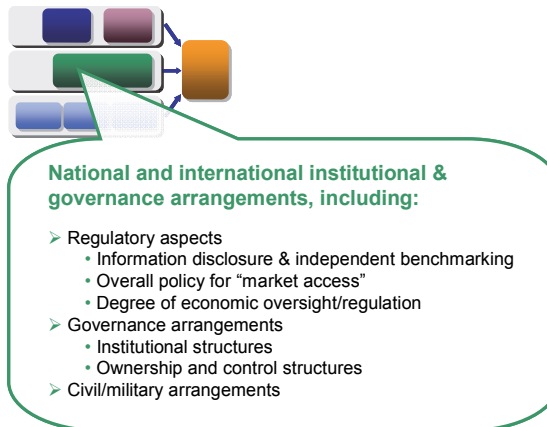 National and international institutional &
governance arrangements, including:
➢ Regulatory aspects
• Information disclosure & independent benchmarking
• Overall policy for “market access”
• Degree of economic oversight/regulation
➢ Governance arrangements
• Institutional structures
• Ownership and control structures
➢ Civil/military arrangements